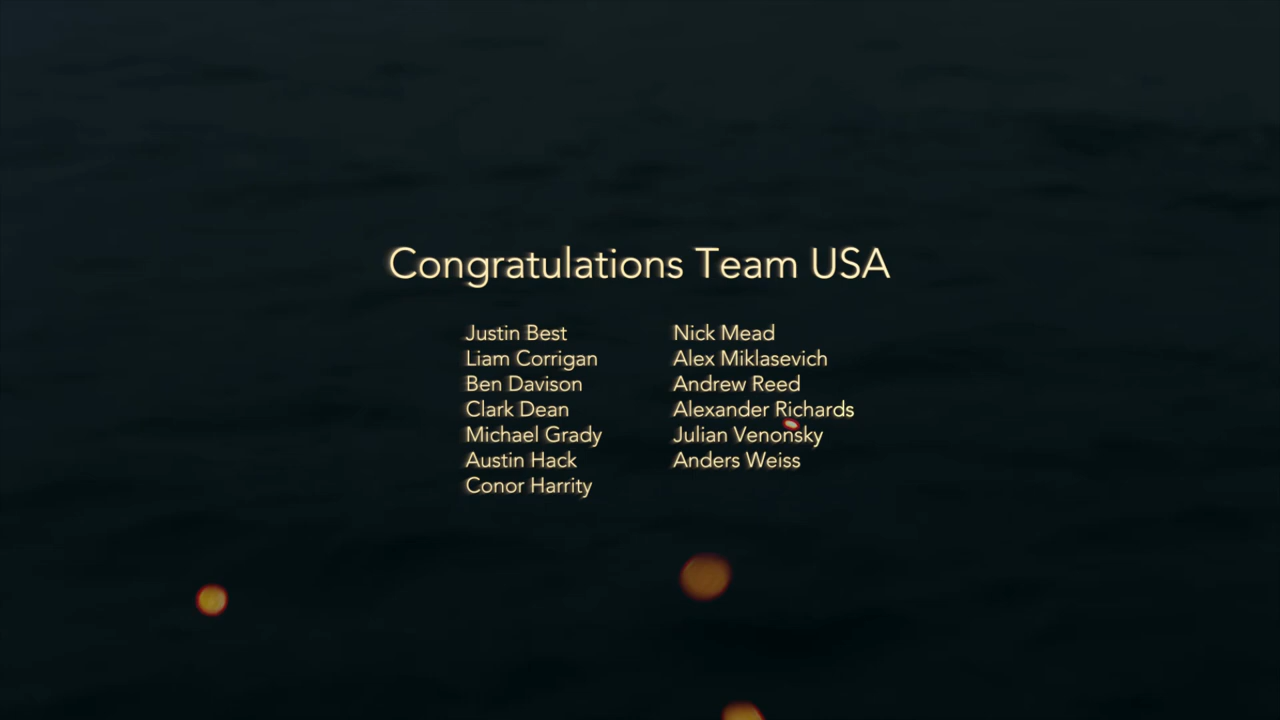 Congratulations Team USA
Justin Best
Liam Corrigan
Ben Davison
Clark Dean
Michael Grady
Austin Hack
Conor Harrity
Nick Mead
Alex Miklasevich
Andrew Reed
Alexander Richards
Julian Venonsky
Anders Weiss